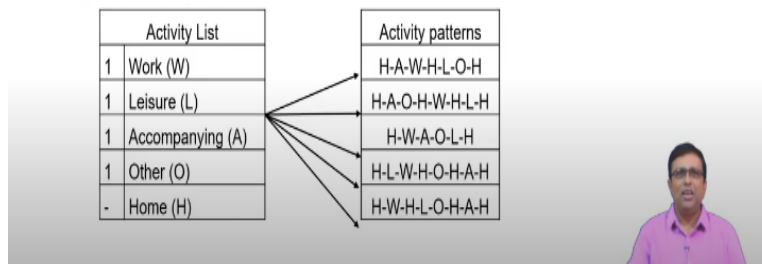 Activity List
1 Work (W)
1 Leisure (L)
1 Accompanying (A)
1 Other (O)
- Home (H)
Activity patterns
H-A-W-H-L-O-H
H-A-O-H-W-H-L-H
H-W-A-O-L-H
H-L-W-H-O-H-A-H
H-W-H-L-O-H-A-H